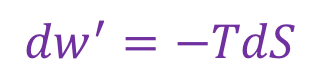 dw′ = −TdS